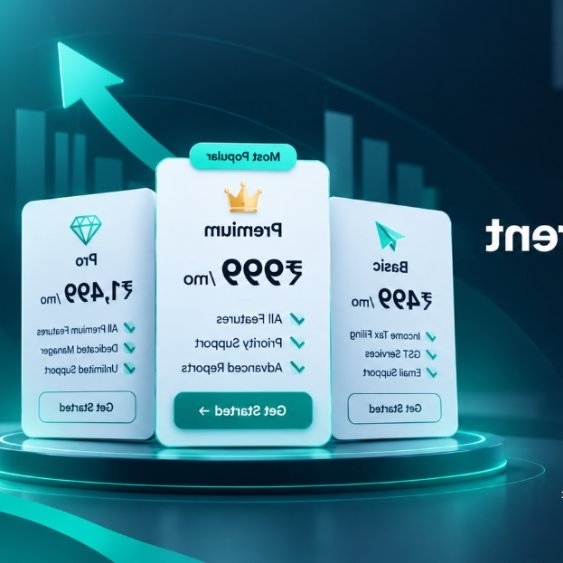 rent
Basic
₹499/mo
✓ Income Tax Filing
✓ GST Services
✓ Email Support
Get Started
Most Popular
Premium
₹999/mo
✓ All Features
✓ Priority Support
✓ Advanced Reports
Get Started →
Pro
₹1,499/mo
✓ All Premium Features
✓ Dedicated Manager
✓ Unlimited Support
Get Started